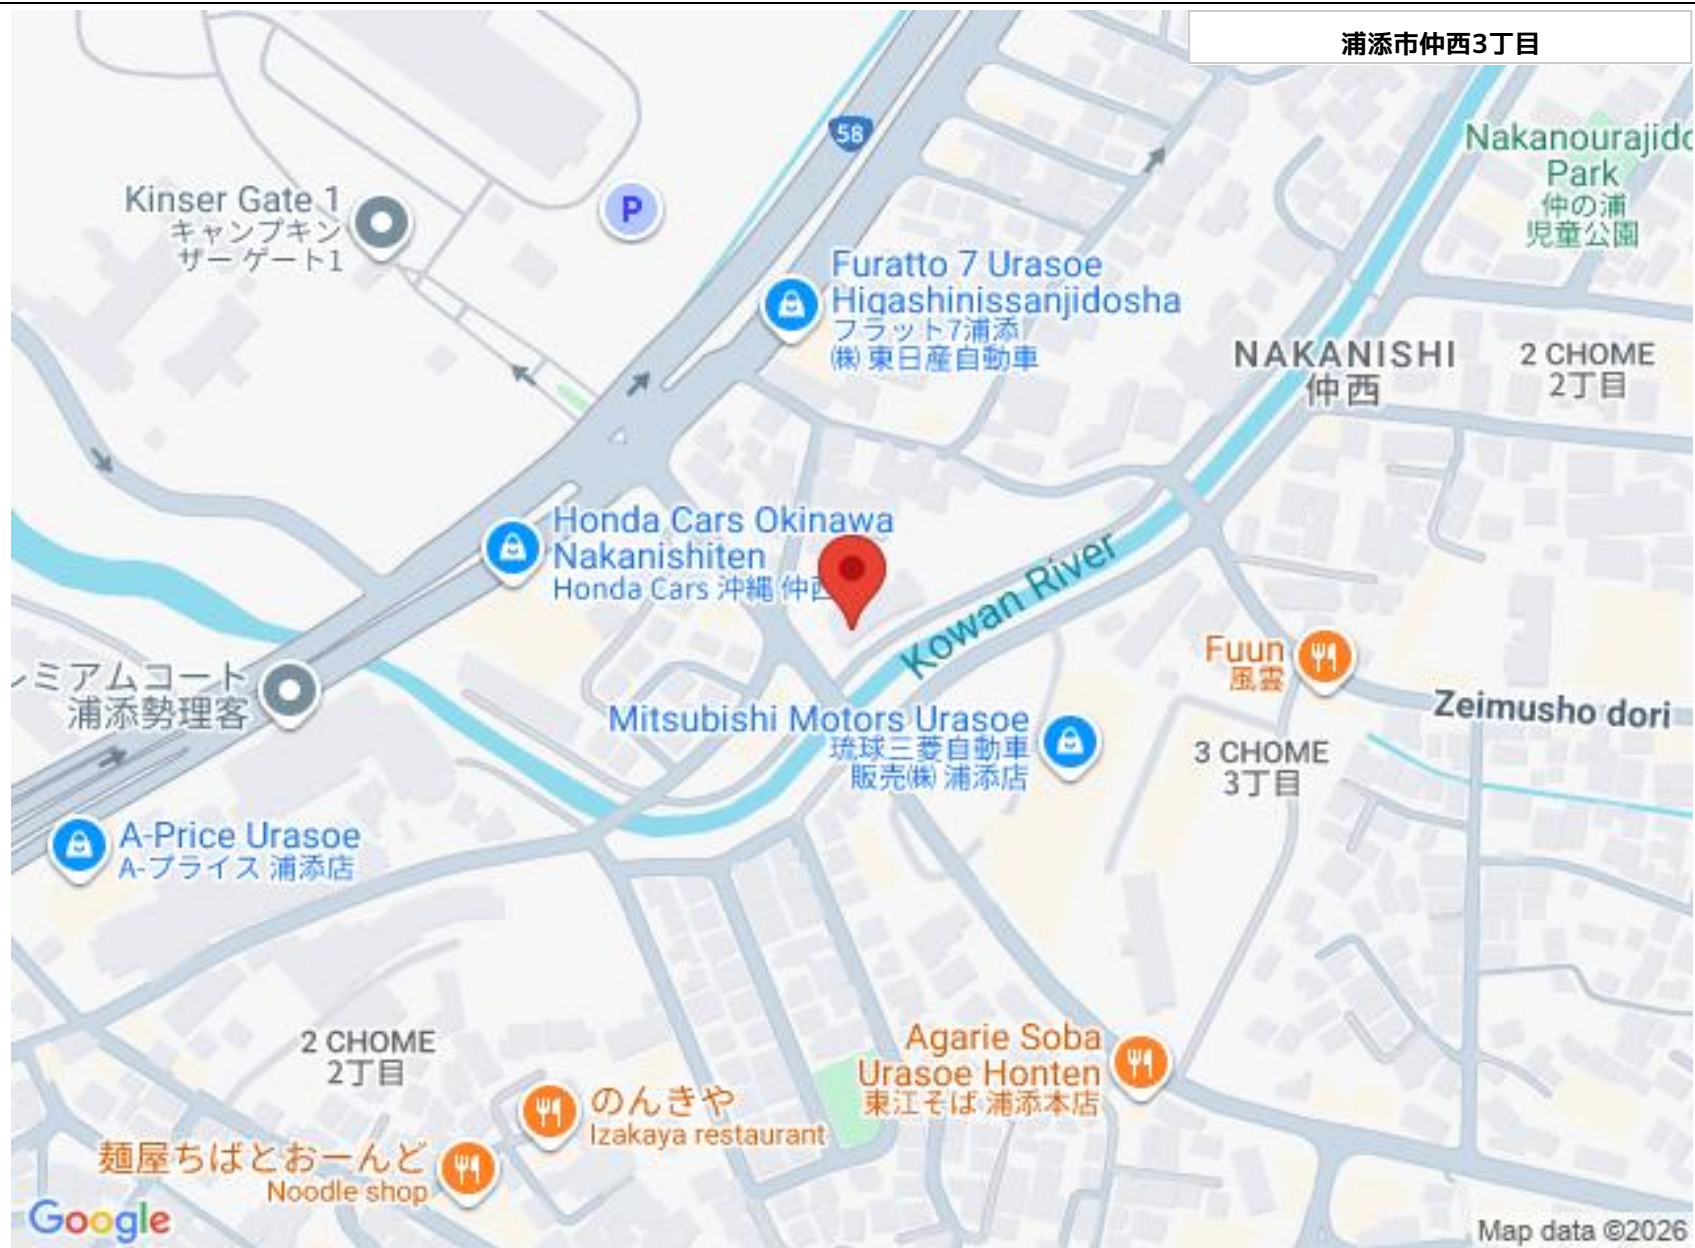 浦添市仲西3丁目
58
Nakanourajido
Park
仲の浦
児童公園
Kinser Gate 1
キャンプキン
ザー ゲート1
P
Furatto 7 Urasoe
Higashinissanjidosha
フラット7浦添
㈱ 東日産自動車
NAKANISHI
仲西
2 CHOME
2丁目
Honda Cars Okinawa
Nakanishiten
Honda Cars 沖縄 仲西
Kowan River
Fuun
風雲
レミアムコート
浦添勢理客
Zeimusho dori
Mitsubishi Motors Urasoe
琉球三菱自動車
販売㈱ 浦添店
3 CHOME
3丁目
A-Price Urasoe
A-プライス 浦添店
2 CHOME
2丁目
Agarie Soba
Urasoe Honten
東江そば 浦添本店
のんきや
Izakaya restaurant
麺屋ちばとおーんど
Noodle shop
Google
Map data ©2026